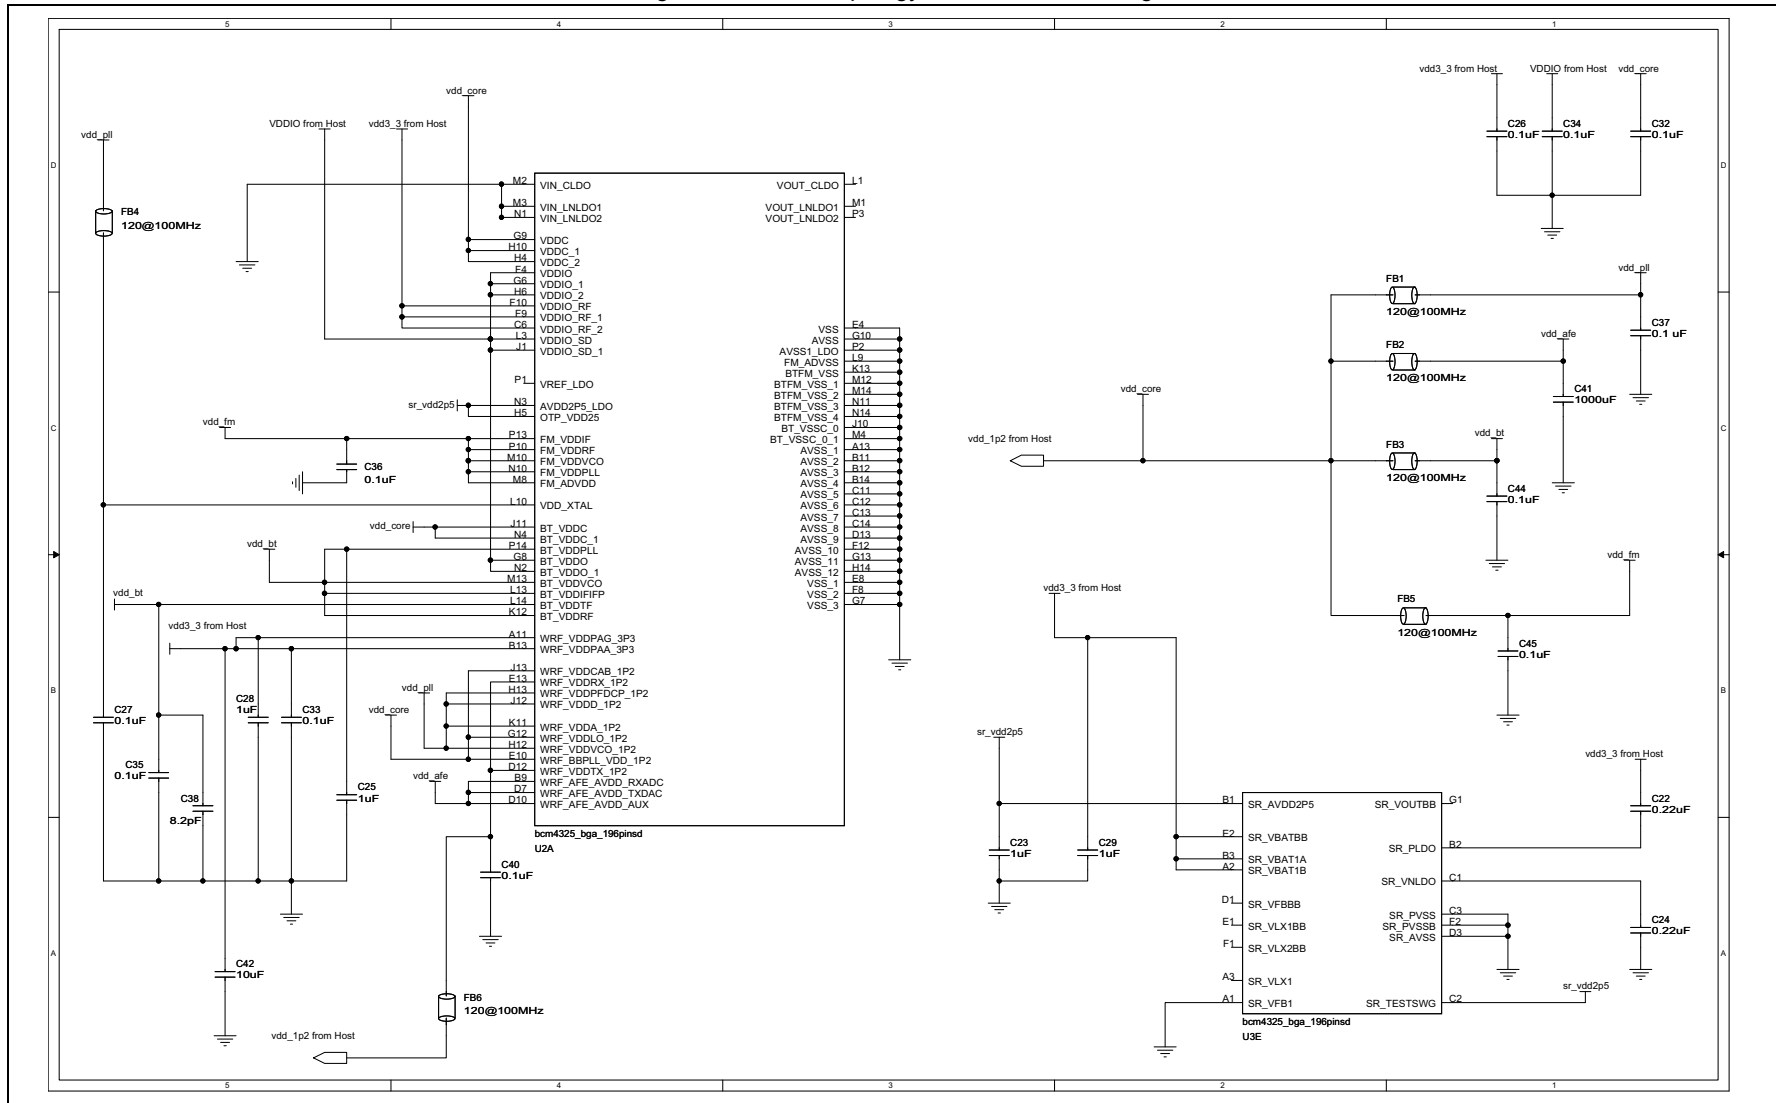 5 4 3 2 1
D D
C C
B B
A A
vdd_pll
VDDIO from Host
vdd3_3 from Host
vdd_core
FB4
120@100MHz
M2 VIN_CLDO
M3 VIN_LNLDO1
N1 VIN_LNLDO2
G9 VDDC
H10 VDDC_1
H4 VDDC_2
F4 VDDIO
G6 VDDIO_1
H6 VDDIO_2
F10 VDDIO_RF
F9 VDDIO_RF_1
C6 VDDIO_RF_2
L3 VDDIO_SD
J1 VDDIO_SD_1
P1 VREF_LDO
sr_vdd2p5
N3 AVDD2P5_LDO
H5 OTP_VDD25
vdd_fm
P13 FM_VDDIF
P10 FM_VDDRF
M10 FM_VDDVCO
N10 FM_VDDPLL
M8 FM_ADVDD
C36
0.1uF
L10 VDD_XTAL
vdd_core
J11 BT_VDDC
N4 BT_VDDC_1
P14 BT_VDDPLL
G8 BT_VDDO
N2 BT_VDDO_1
M13 BT_VDDVCO
L13 BT_VDDIFIFP
L14 BT_VDDTF
K12 BT_VDDRF
vdd_bt
vdd_bt
vdd3_3 from Host
A11 WRF_VDDPAG_3P3
B13 WRF_VDDPAA_3P3
J13 WRF_VDDCAB_1P2
E13 WRF_VDDRX_1P2
H13 WRF_VDDPFDCP_1P2
J12 WRF_VDDD_1P2
K11 WRF_VDDA_1P2
G12 WRF_VDDLO_1P2
H12 WRF_VDDVCO_1P2
E10 WRF_BBPLL_VDD_1P2
D12 WRF_VDDTX_1P2
B9 WRF_AFE_AVDD_RXADC
D7 WRF_AFE_AVDD_TXDAC
D10 WRF_AFE_AVDD_AUX
vdd_pll
vdd_core
vdd_afe
bcm4325_bga_196pinsd
U2A
C27
0.1uF
C28
1uF
C33
0.1uF
C35
0.1uF
C38
8.2pF
C25
1uF
C40
0.1uF
C42
10uF
FB6
120@100MHz
vdd_1p2 from Host
VOUT_CLDO L1
VOUT_LNLDO1 M1
VOUT_LNLDO2 P3
VSS E4
AVSS G10
AVSS1_LDO P2
FM_ADVSS L9
BTFM_VSS K13
BTFM_VSS_1 M12
BTFM_VSS_2 M14
BTFM_VSS_3 N11
BTFM_VSS_4 N14
BT_VSSC_0 J10
BT_VSSC_0_1 M4
AVSS_1 A13
AVSS_2 B11
AVSS_3 B12
AVSS_4 B14
AVSS_5 C11
AVSS_6 C12
AVSS_7 C13
AVSS_8 C14
AVSS_9 D13
AVSS_10 F12
AVSS_11 G13
AVSS_12 H14
VSS_1 E8
VSS_2 F8
VSS_3 G7
vdd3_3 from Host
VDDIO from Host
vdd_core
C26
0.1uF
C34
0.1uF
C32
0.1uF
vdd_1p2 from Host
vdd_core
FB1
120@100MHz
vdd_pll
C37
0.1 uF
FB2
120@100MHz
vdd_afe
C41
1000uF
FB3
120@100MHz
vdd_bt
C44
0.1uF
FB5
120@100MHz
vdd_fm
C45
0.1uF
vdd3_3 from Host
sr_vdd2p5
C23
1uF
C29
1uF
B1 SR_AVDD2P5
E2 SR_VBATBB
B3 SR_VBAT1A
A2 SR_VBAT1B
D1 SR_VFBBB
E1 SR_VLX1BB
F1 SR_VLX2BB
A3 SR_VLX1
A1 SR_VFB1
SR_VOUTBB G1
SR_PLDO B2
SR_VNLDO C1
SR_PVSS C3
SR_PVSSB F2
SR_AVSS D3
SR_TESTSWG C2
bcm4325_bga_196pinsd
U3E
vdd3_3 from Host
C22
0.22uF
C24
0.22uF
sr_vdd2p5
5 4 3 2 1